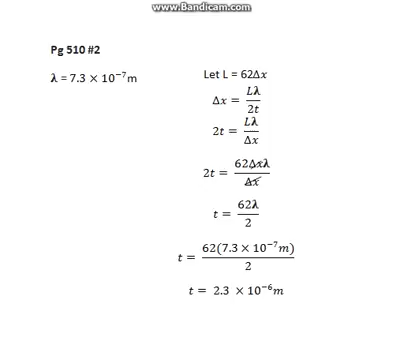 www.Bandicam.com
Pg 510 #2
λ = 7.3 × 10⁻⁷m
Let L = 62Δx
Δx = Lλ / 2t
2t = Lλ / Δx
2t = 62Δxλ / Δx
t = 62λ / 2
t = 62(7.3 × 10⁻⁷m) / 2
t = 2.3 × 10⁻⁶m